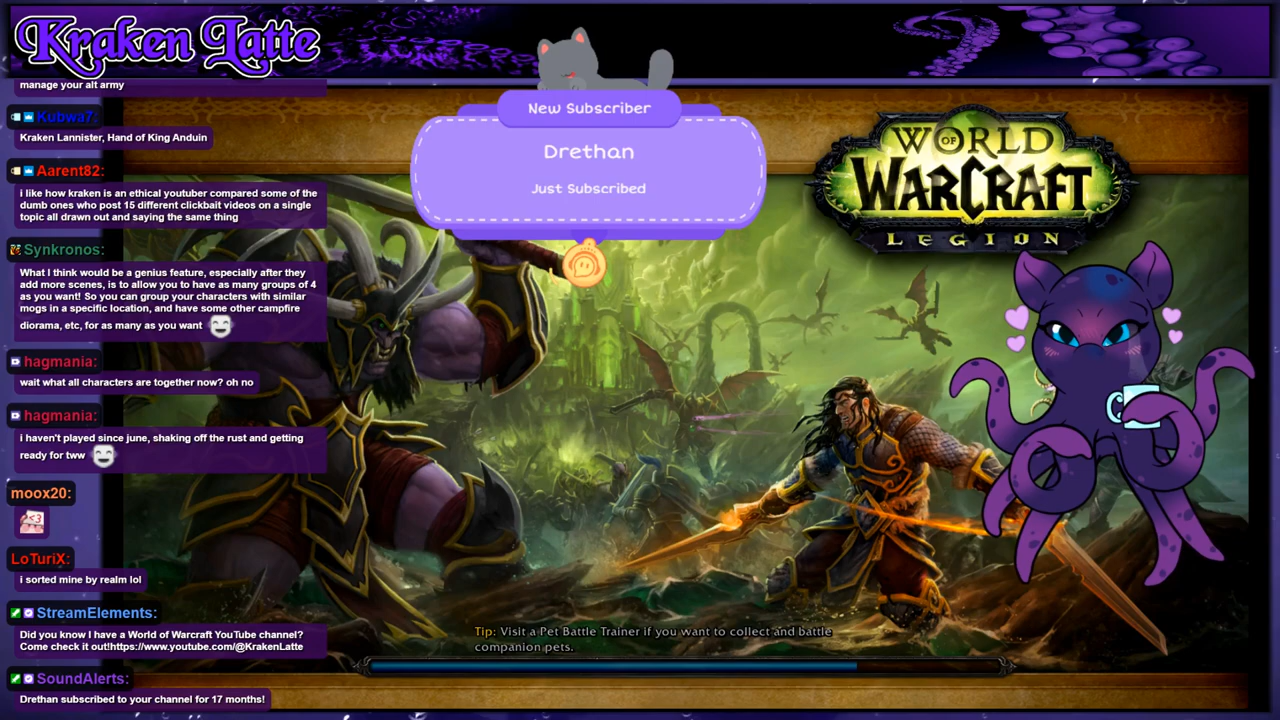 Kraken Latte
manage your alt army
Kubwa7:
Kraken Lannister, Hand of King Anduin
Aarent82:
i like how kraken is an ethical youtuber compared some of the
dumb ones who post 15 different clickbait videos on a single
topic all drawn out and saying the same thing
Synkronos:
What I think would be a genius feature, especially after they
add more scenes, is to allow you to have as many groups of 4
as you want! So you can group your characters with similar
mogs in a specific location, and have some other campfire
diorama, etc, for as many as you want
hagmania:
wait what all characters are together now? oh no
hagmania:
i haven't played since june, shaking off the rust and getting
ready for tww
moox20:
<3
LoTuriX:
i sorted mine by realm lol
StreamElements:
Did you know I have a World of Warcraft YouTube channel?
Come check it out!https://www.youtube.com/@KrakenLatte
SoundAlerts:
Drethan subscribed to your channel for 17 months!
New Subscriber
Drethan
Just Subscribed
WORLD
OF
WARCRAFT
LEGION
Tip: Visit a Pet Battle Trainer if you want to collect and battle
companion pets.